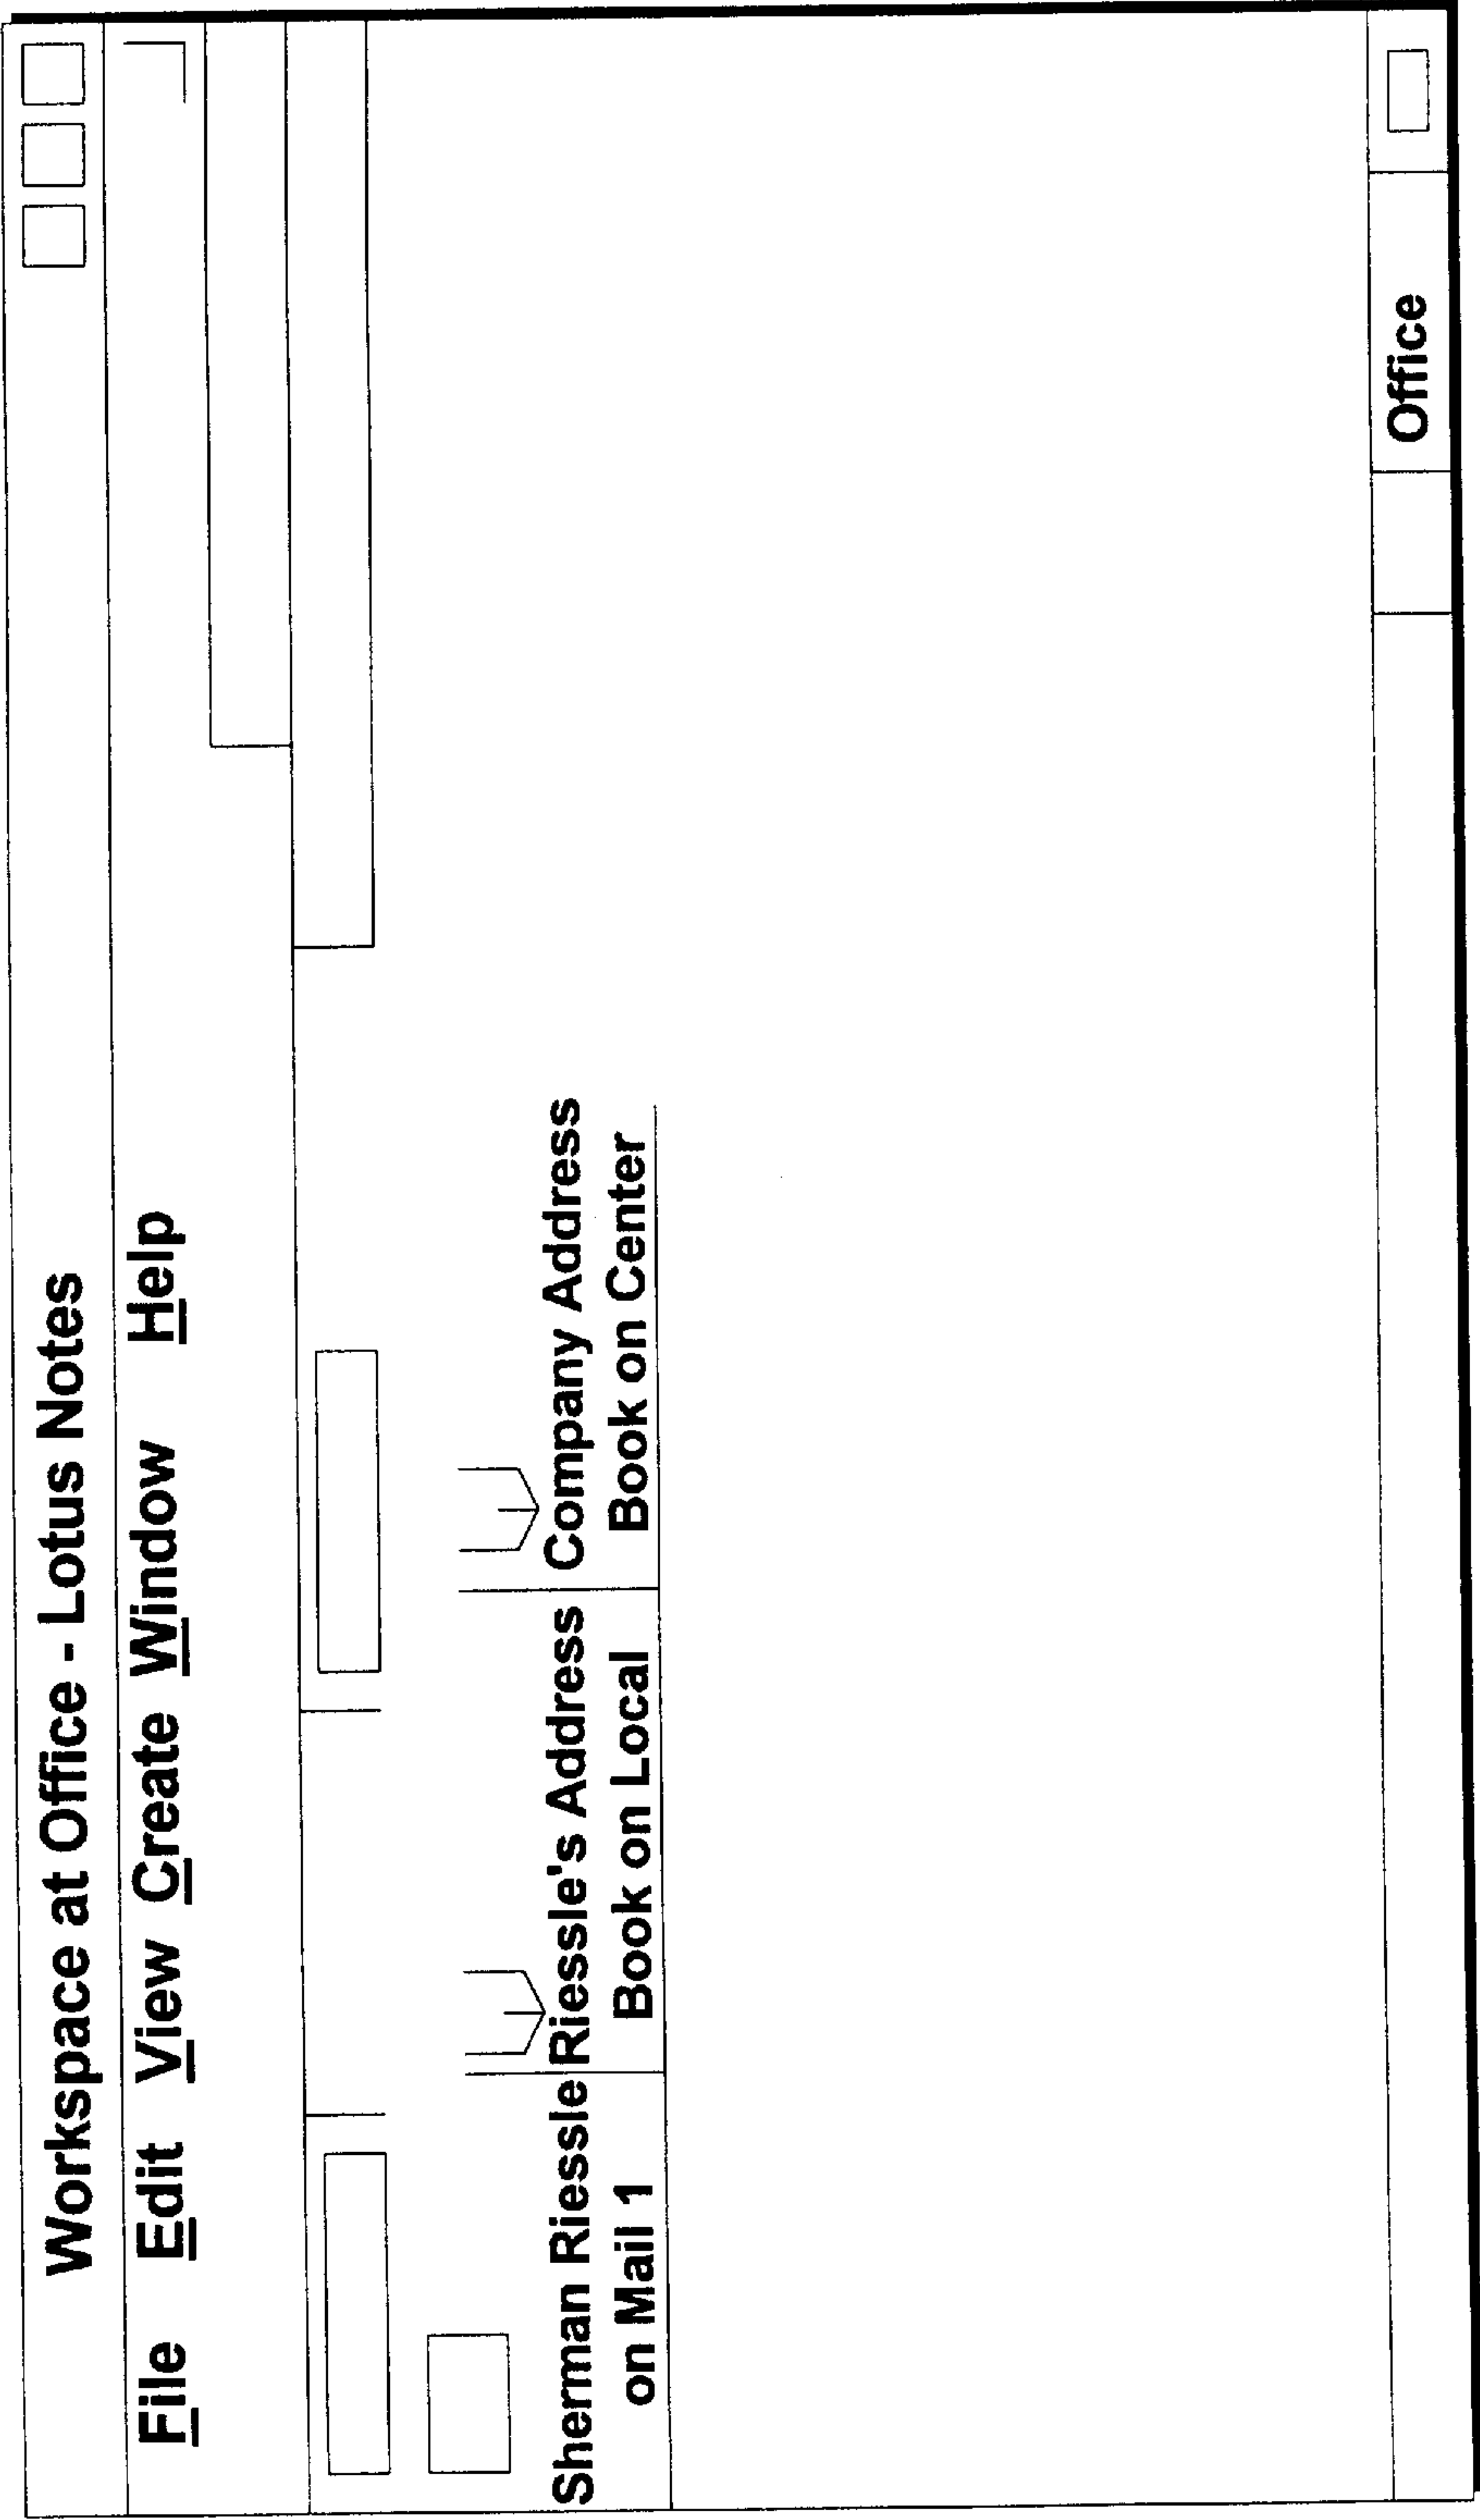 Workspace at Office - Lotus Notes
File Edit View Create Window Help
Sherman Riessle
on Mail 1
Riessle's Address
Book on Local
Company Address
Book on Center
Office